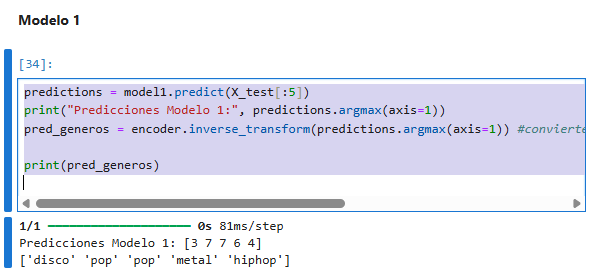 Modelo 1
[34]:
predictions = model1.predict(X_test[:5])
print("Predicciones Modelo 1:", predictions.argmax(axis=1))
pred_generos = encoder.inverse_transform(predictions.argmax(axis=1)) #convierte
print(pred_generos)
1/1 ━━━━━━━━━━━━━━━━━━━━ 0s 81ms/step
Predicciones Modelo 1: [3 7 7 6 4]
['disco' 'pop' 'pop' 'metal' 'hiphop']